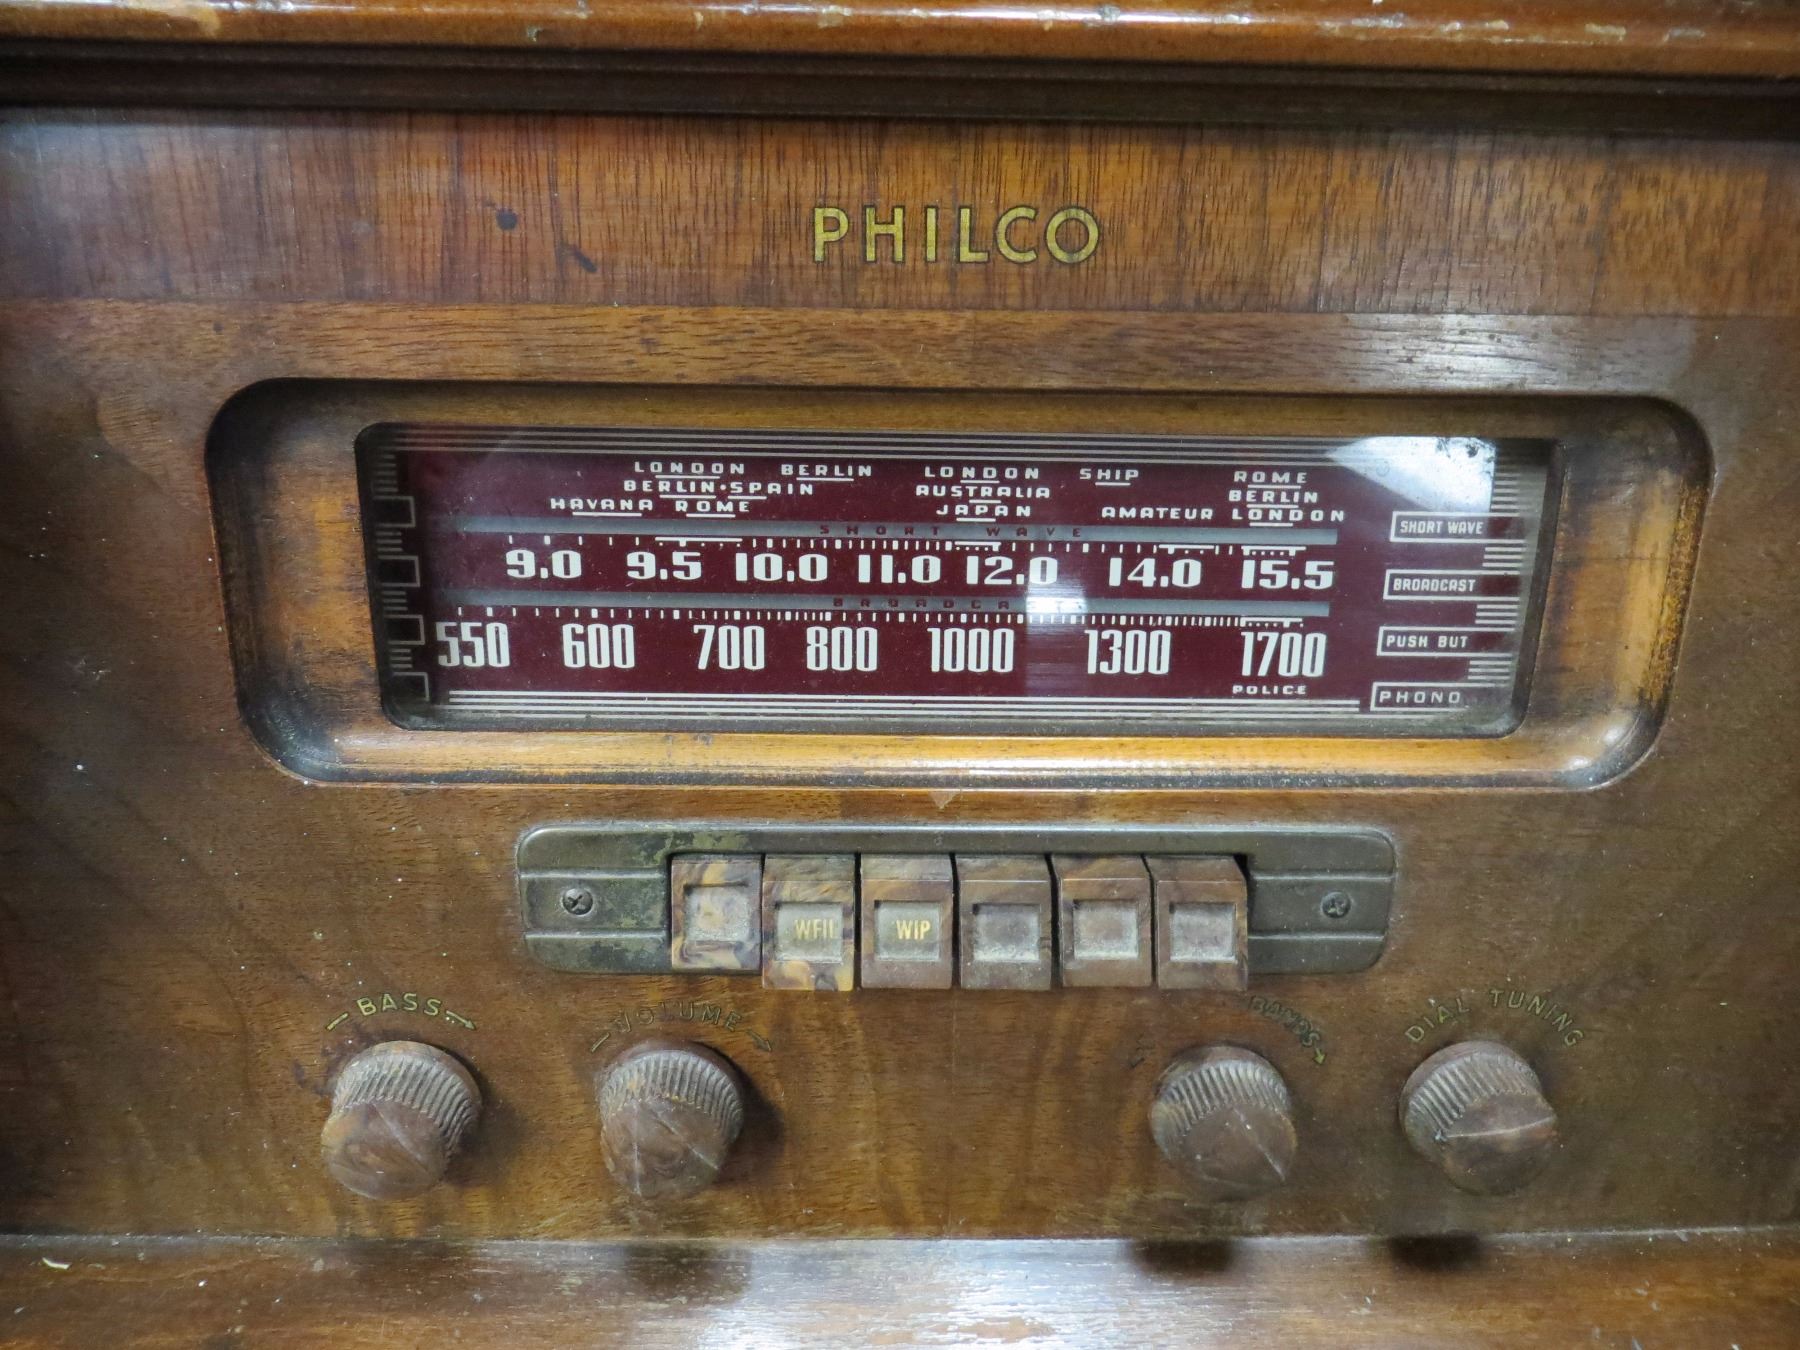 PHILCO
LONDON BERLIN LONDON SHIP ROME
BERLIN·SPAIN AUSTRALIA BERLIN
HAVANA ROME JAPAN AMATEUR LONDON
SHORT WAVE
SHORT WAVE
9.0 9.5 10.0 11.0 12.0 14.0 15.5
BROADCAST
BROADCAST
550 600 700 800 1000 1300 1700
PUSH BUT
POLICE
PHONO
WFIL WIP
BASS VOLUME BANDS DIAL TUNING